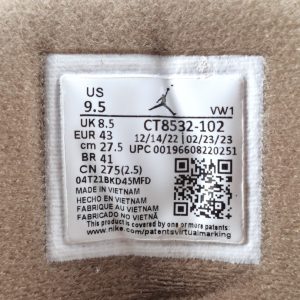 US
9.5
VW1
UK 8.5
CT8532-102
EUR 43
12/14/22 02/23/23
cm 27.5
UPC 00196608220251
BR 41
CN 275(2.5)
04T21BKD45MFD
MADE IN VIETNAM
HECHO EN VIETNAM
FABRIQUE AU VIETNAM
FABRICADO NO VIETNÃ
This product is covered by one or more patents:
www.nike.com/patentsvirtualmarking